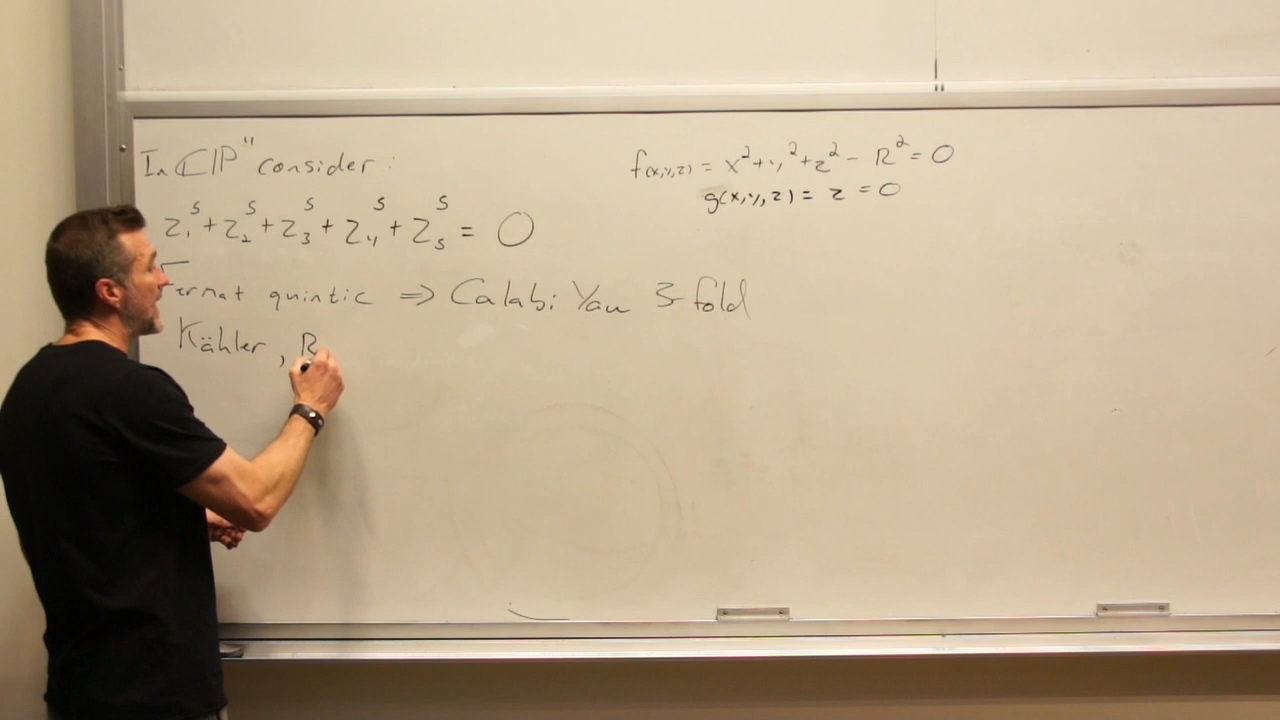 In ℂP⁴ consider:
z₁⁵ + z₂⁵ + z₃⁵ + z₄⁵ + z₅⁵ = 0
Fermat quintic ⇒ Calabi Yau 3-fold
Kähler, R
f(x,y,z) = x² + y² + z² - R² = 0
g(x,y,z) = z = 0